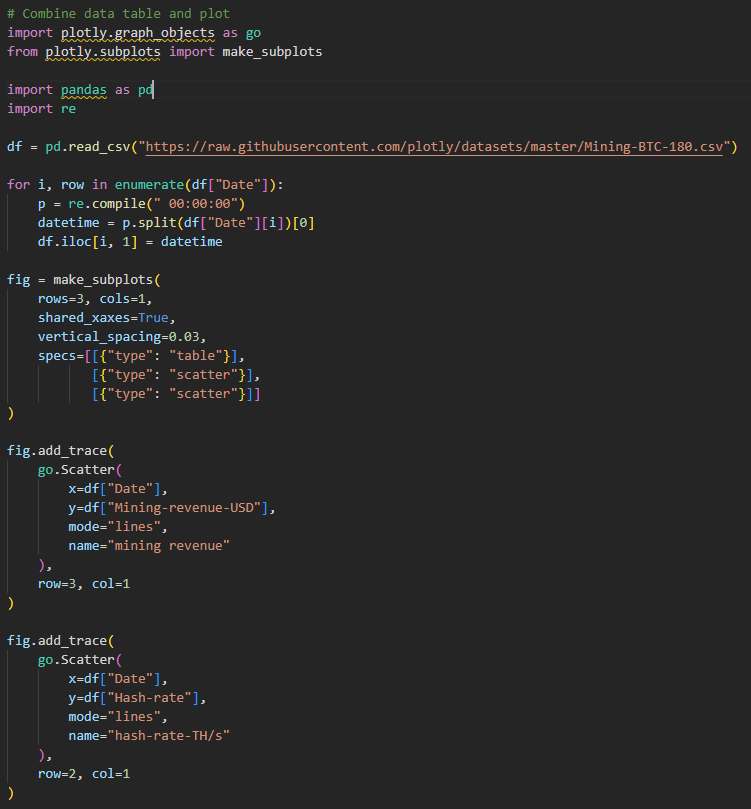 # Combine data table and plot
import plotly.graph_objects as go
from plotly.subplots import make_subplots

import pandas as pd
import re

df = pd.read_csv("https://raw.githubusercontent.com/plotly/datasets/master/Mining-BTC-180.csv")

for i, row in enumerate(df["Date"]):
    p = re.compile(" 00:00:00")
    datetime = p.split(df["Date"][i])[0]
    df.iloc[i, 1] = datetime

fig = make_subplots(
    rows=3, cols=1,
    shared_xaxes=True,
    vertical_spacing=0.03,
    specs=[[{"type": "table"}],
           [{"type": "scatter"}],
           [{"type": "scatter"}]]
)

fig.add_trace(
    go.Scatter(
        x=df["Date"],
        y=df["Mining-revenue-USD"],
        mode="lines",
        name="mining revenue"
    ),
    row=3, col=1
)

fig.add_trace(
    go.Scatter(
        x=df["Date"],
        y=df["Hash-rate"],
        mode="lines",
        name="hash-rate-TH/s"
    ),
    row=2, col=1
)